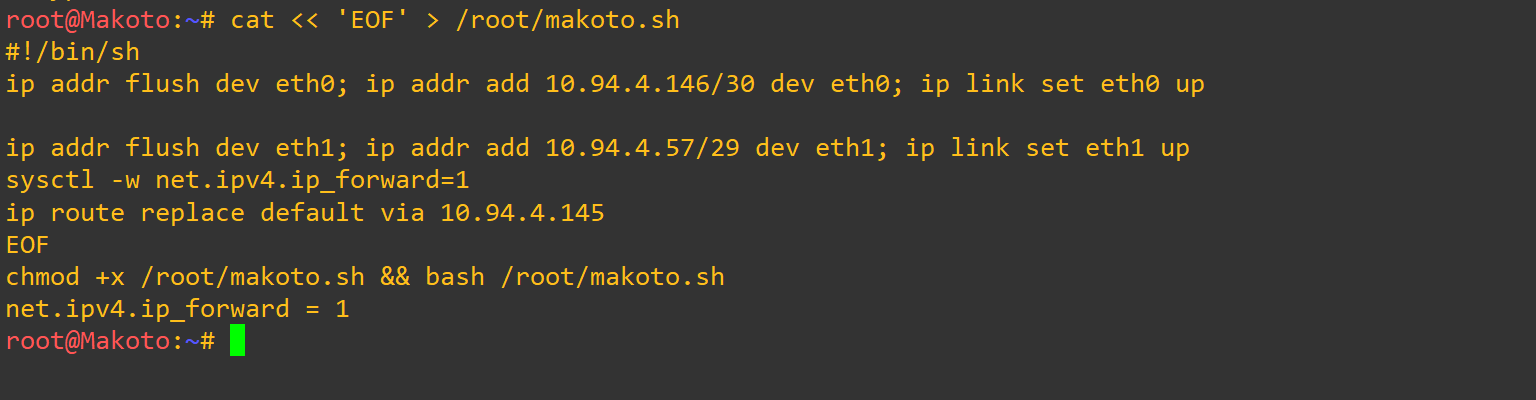 root@Makoto:~# cat << 'EOF' > /root/makoto.sh
#!/bin/sh
ip addr flush dev eth0; ip addr add 10.94.4.146/30 dev eth0; ip link set eth0 up
ip addr flush dev eth1; ip addr add 10.94.4.57/29 dev eth1; ip link set eth1 up
sysctl -w net.ipv4.ip_forward=1
ip route replace default via 10.94.4.145
EOF
chmod +x /root/makoto.sh && bash /root/makoto.sh
net.ipv4.ip_forward = 1
root@Makoto:~#